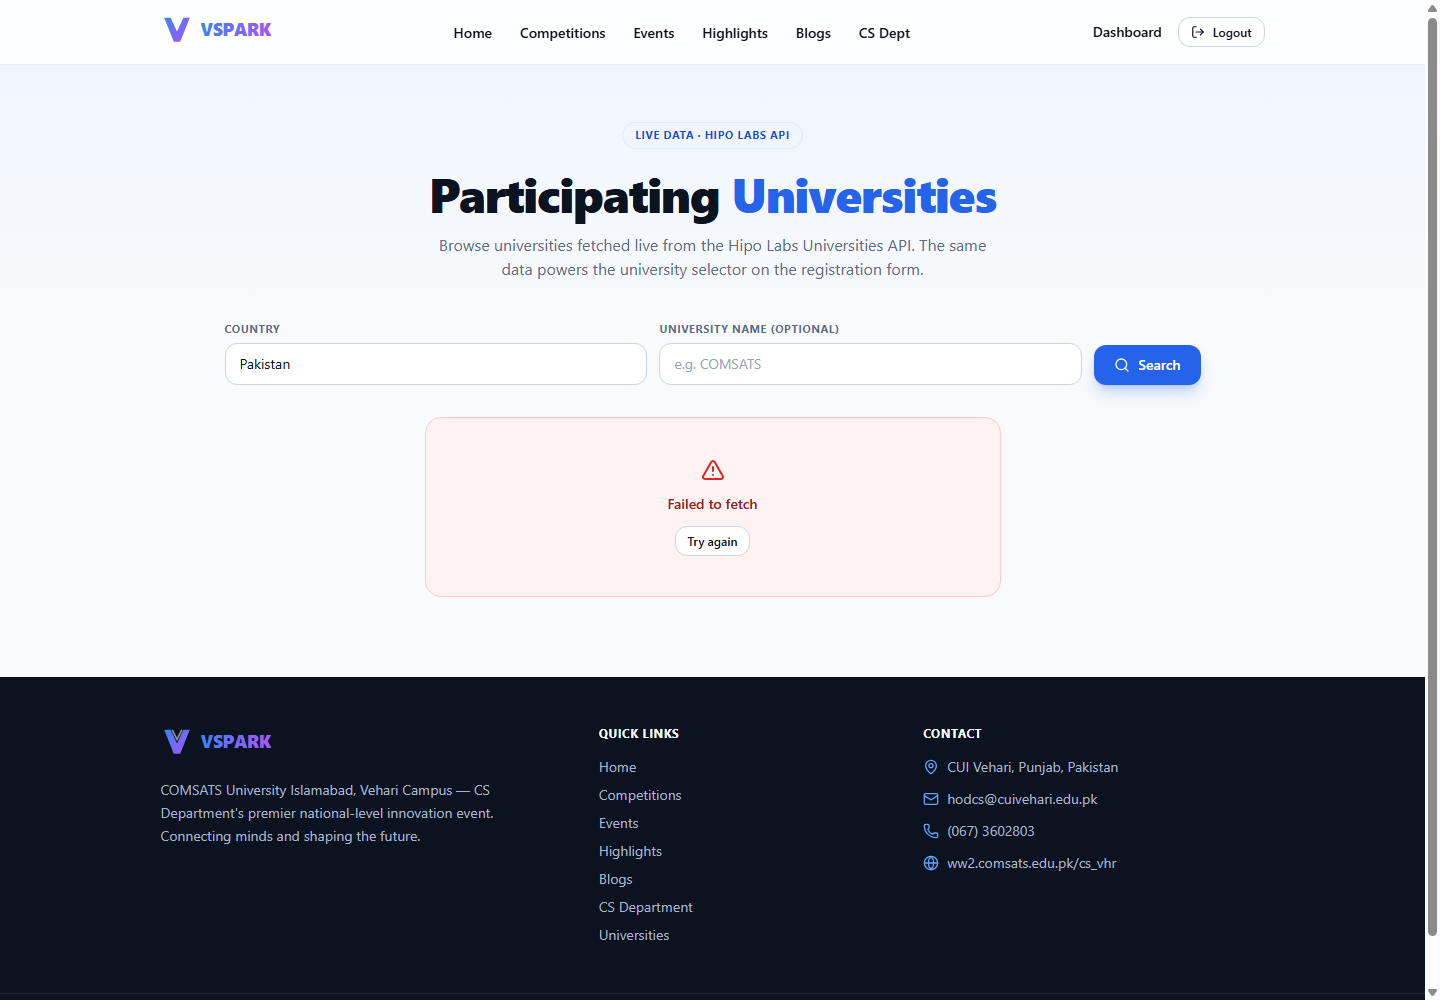 VSPARK
Home
Competitions
Events
Highlights
Blogs
CS Dept
Dashboard
Logout
LIVE DATA · HIPO LABS API
Participating Universities
Browse universities fetched live from the Hipo Labs Universities API. The same
data powers the university selector on the registration form.
COUNTRY
Pakistan
UNIVERSITY NAME (OPTIONAL)
e.g. COMSATS
Search
Failed to fetch
Try again
VSPARK
COMSATS University Islamabad, Vehari Campus — CS
Department's premier national-level innovation event.
Connecting minds and shaping the future.
QUICK LINKS
Home
Competitions
Events
Highlights
Blogs
CS Department
Universities
CONTACT
CUI Vehari, Punjab, Pakistan
hodcs@cuivehari.edu.pk
(067) 3602803
ww2.comsats.edu.pk/cs_vhr